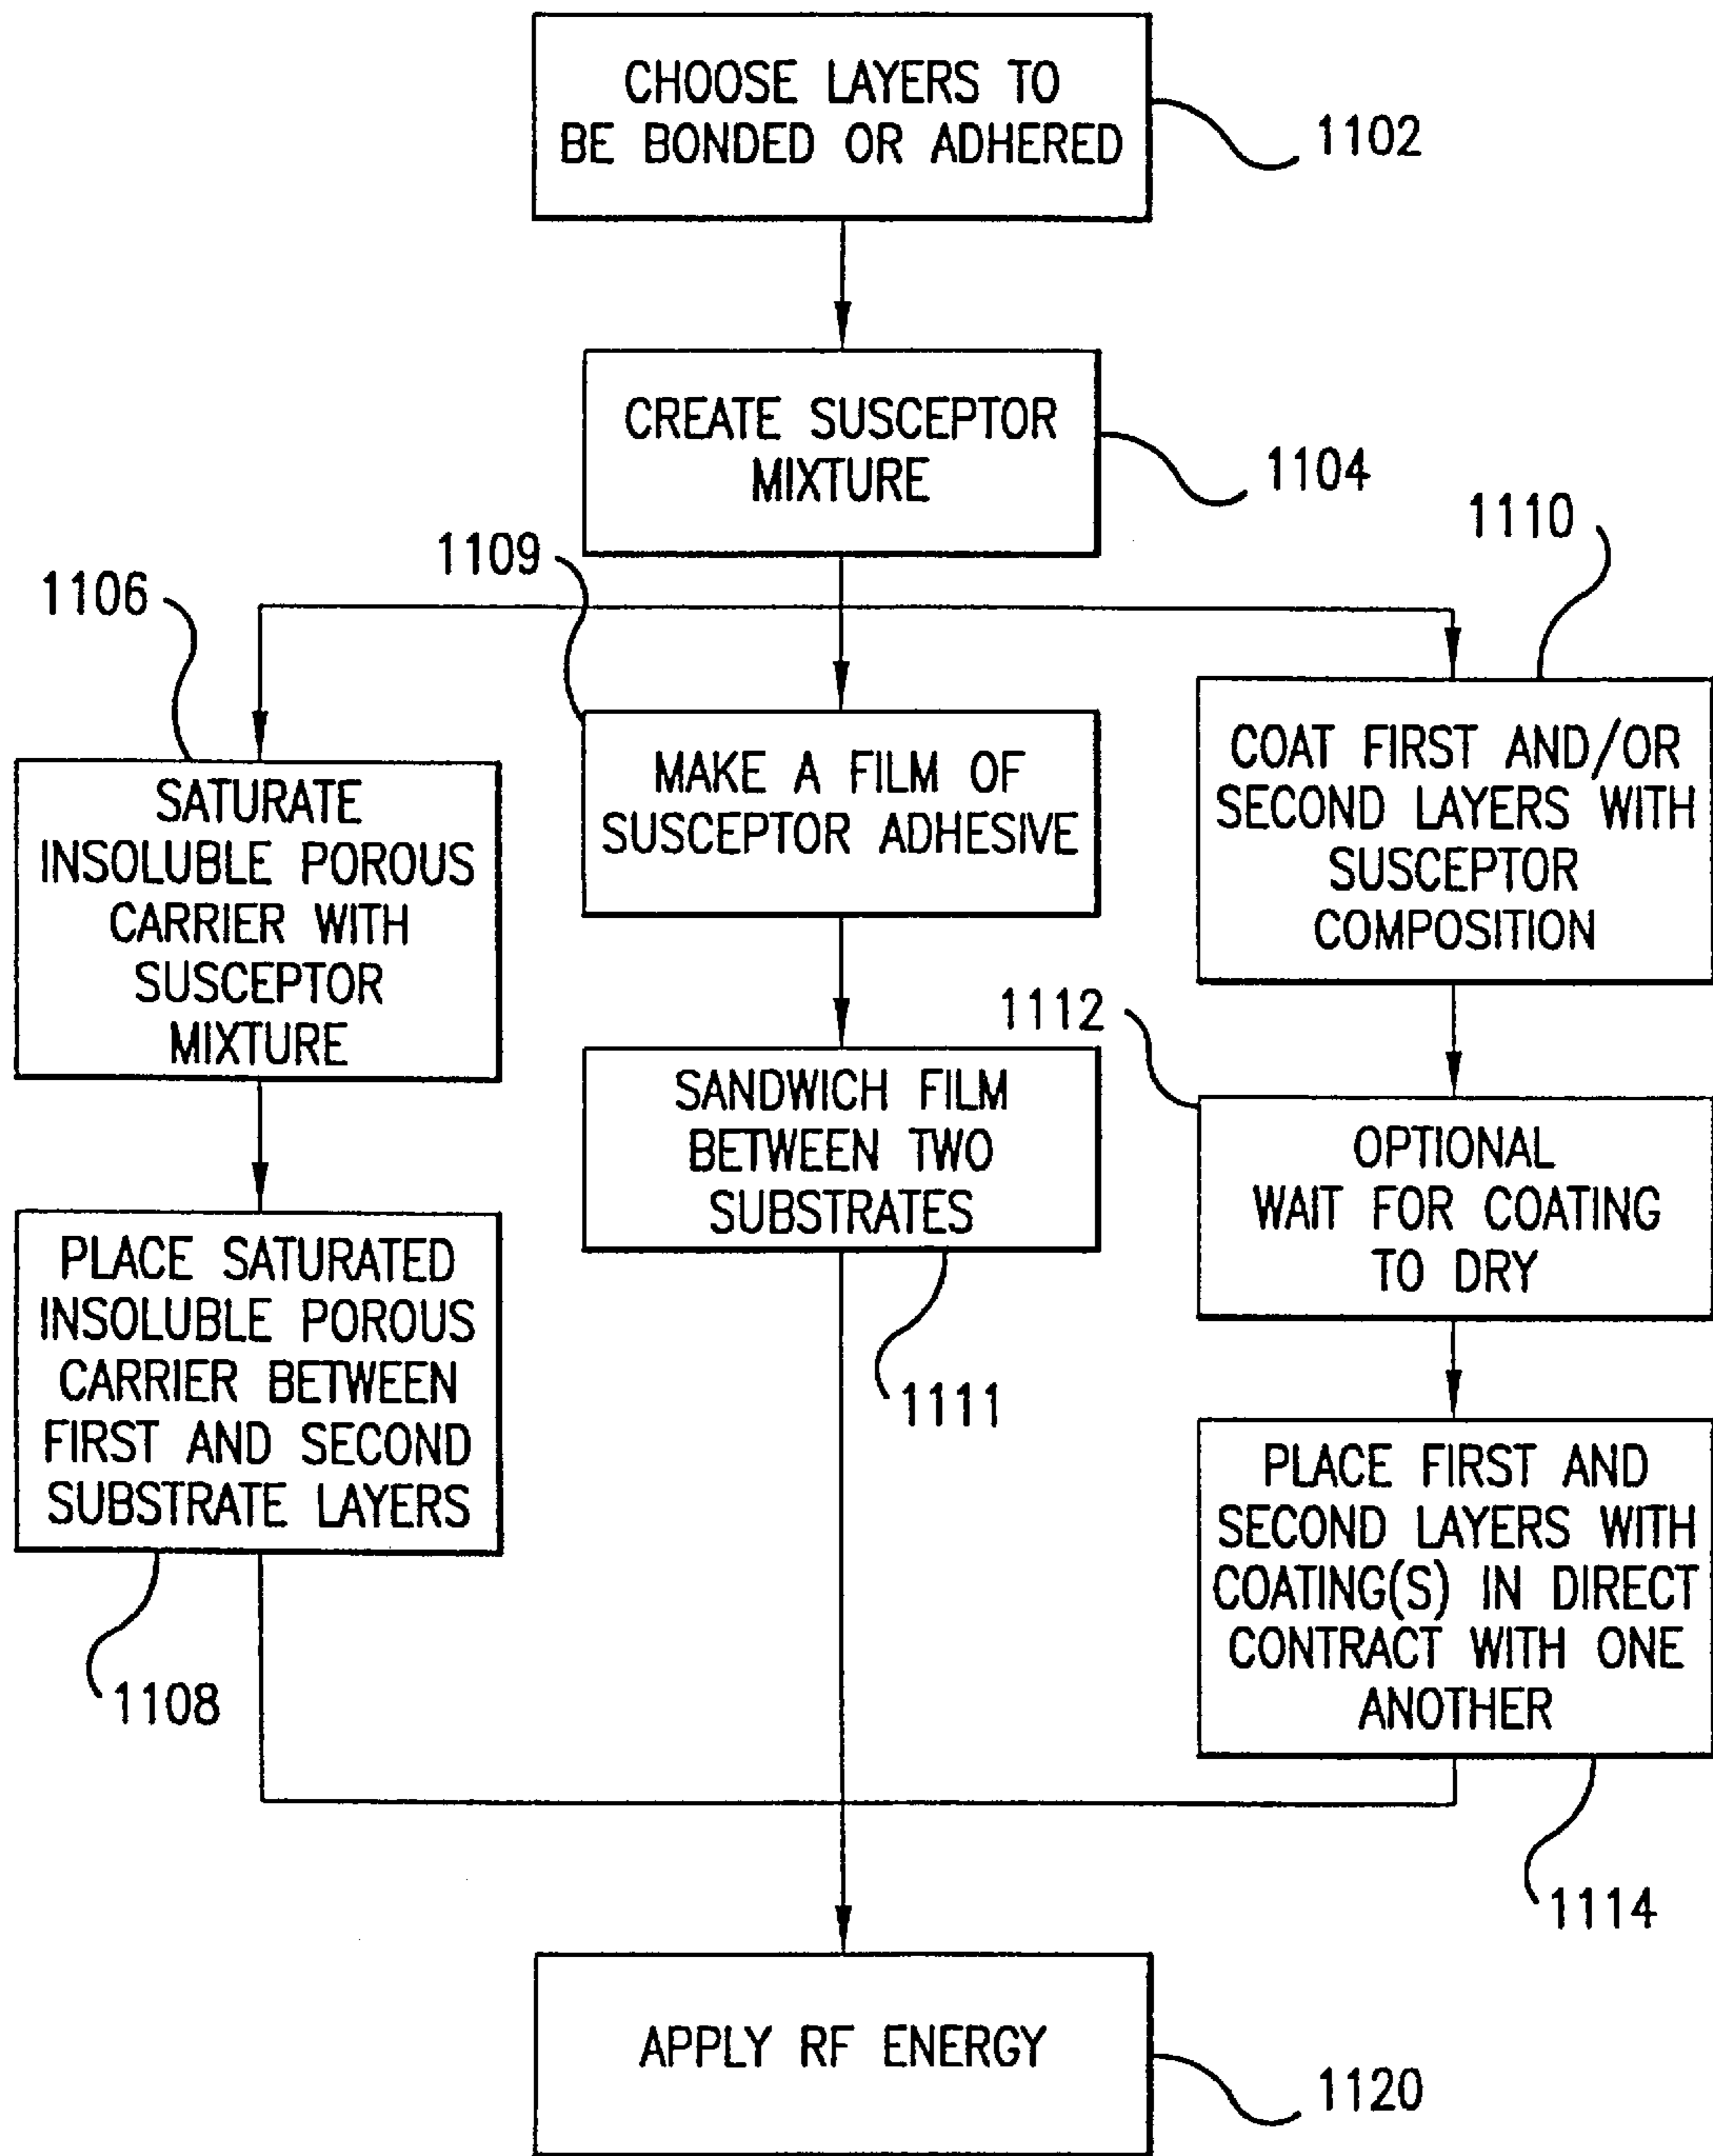 CHOOSE LAYERS TO
BE BONDED OR ADHERED
1102
CREATE SUSCEPTOR
MIXTURE
1104
1106
SATURATE
INSOLUBLE POROUS
CARRIER WITH
SUSCEPTOR
MIXTURE
PLACE SATURATED
INSOLUBLE POROUS
CARRIER BETWEEN
FIRST AND SECOND
SUBSTRATE LAYERS
1108
1109
MAKE A FILM OF
SUSCEPTOR ADHESIVE
SANDWICH FILM
BETWEEN TWO
SUBSTRATES
1111
1110
COAT FIRST AND/OR
SECOND LAYERS WITH
SUSCEPTOR
COMPOSITION
1112
OPTIONAL
WAIT FOR COATING
TO DRY
PLACE FIRST AND
SECOND LAYERS WITH
COATING(S) IN DIRECT
CONTRACT WITH ONE
ANOTHER
1114
APPLY RF ENERGY
1120